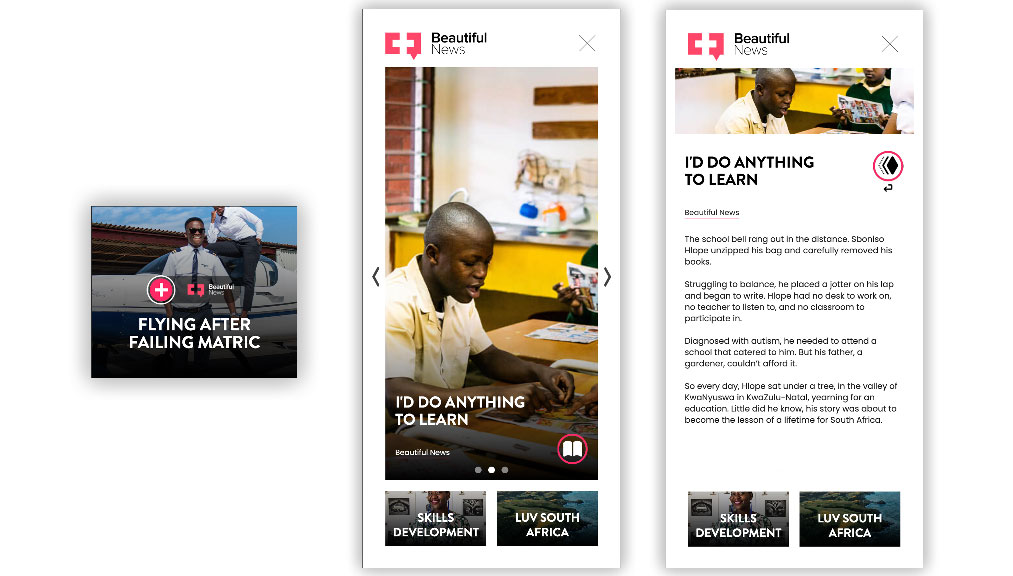 Beautiful
News
FLYING AFTER
FAILING MATRIC
Beautiful
News
I'D DO ANYTHING
TO LEARN
Beautiful News
SKILLS
DEVELOPMENT
LUV SOUTH
AFRICA
Beautiful
News
I'D DO ANYTHING
TO LEARN
Beautiful News
The school bell rang out in the distance. Sboniso
Hlope unzipped his bag and carefully removed his
books.
Struggling to balance, he placed a jotter on his lap
and began to write. Hlope had no desk to work on,
no teacher to listen to, and no classroom to
participate in.
Diagnosed with autism, he needed to attend a
school that catered to him. But his father, a
gardener, couldn't afford it.
So every day, Hlope sat under a tree, in the valley of
KwaNyuswa in KwaZulu-Natal, yearning for an
education. Little did he know, his story was about to
become the lesson of a lifetime for South Africa.
SKILLS
DEVELOPMENT
LUV SOUTH
AFRICA